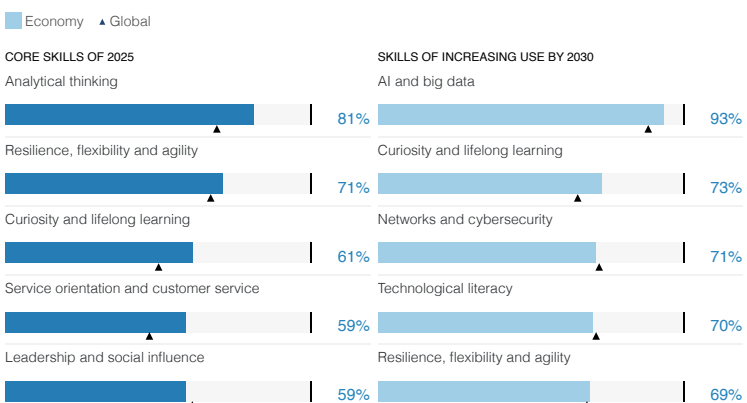 Economy ▲ Global
CORE SKILLS OF 2025
Analytical thinking
81%
Resilience, flexibility and agility
71%
Curiosity and lifelong learning
61%
Service orientation and customer service
59%
Leadership and social influence
59%
SKILLS OF INCREASING USE BY 2030
AI and big data
93%
Curiosity and lifelong learning
73%
Networks and cybersecurity
71%
Technological literacy
70%
Resilience, flexibility and agility
69%